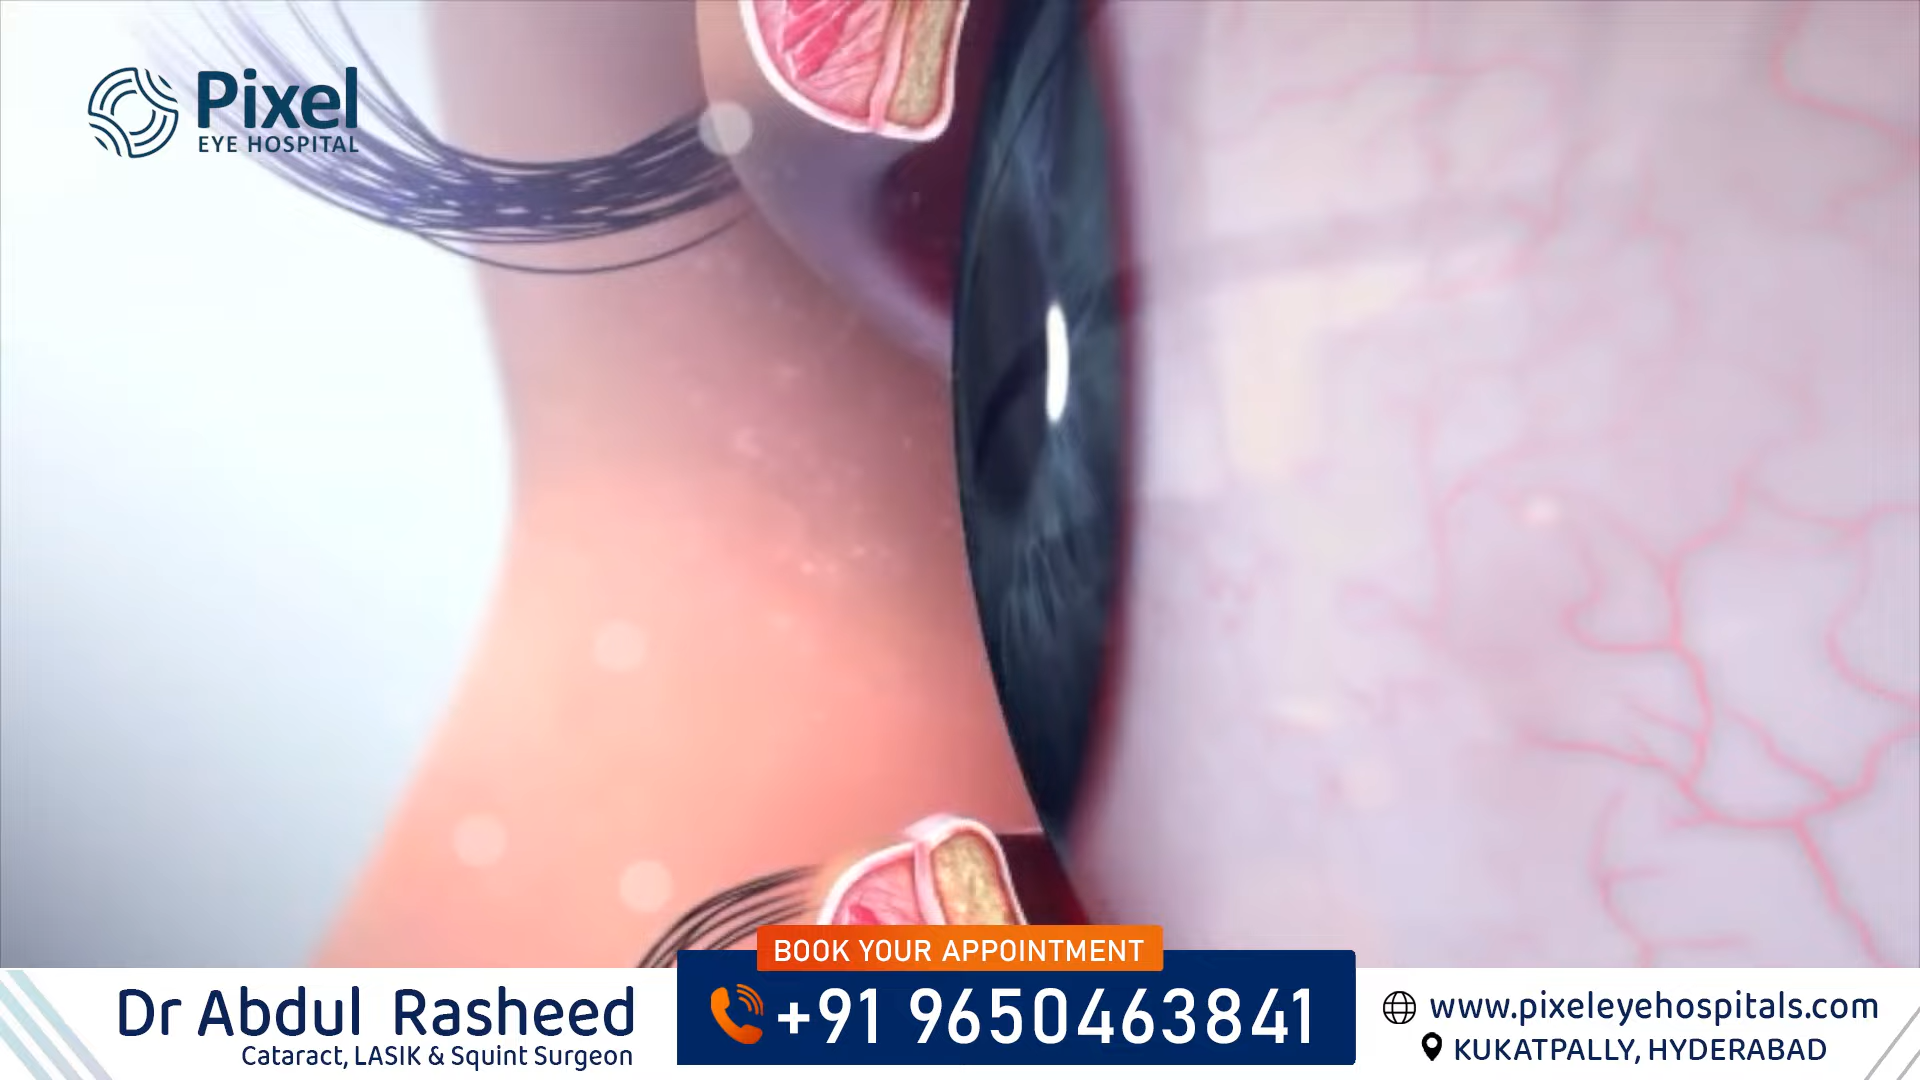 Pixel
EYE HOSPITAL
BOOK YOUR APPOINTMENT
+91 9650463841
Dr Abdul Rasheed
Cataract, LASIK & Squint Surgeon
www.pixeleyehospitals.com
KUKATPALLY, HYDERABAD